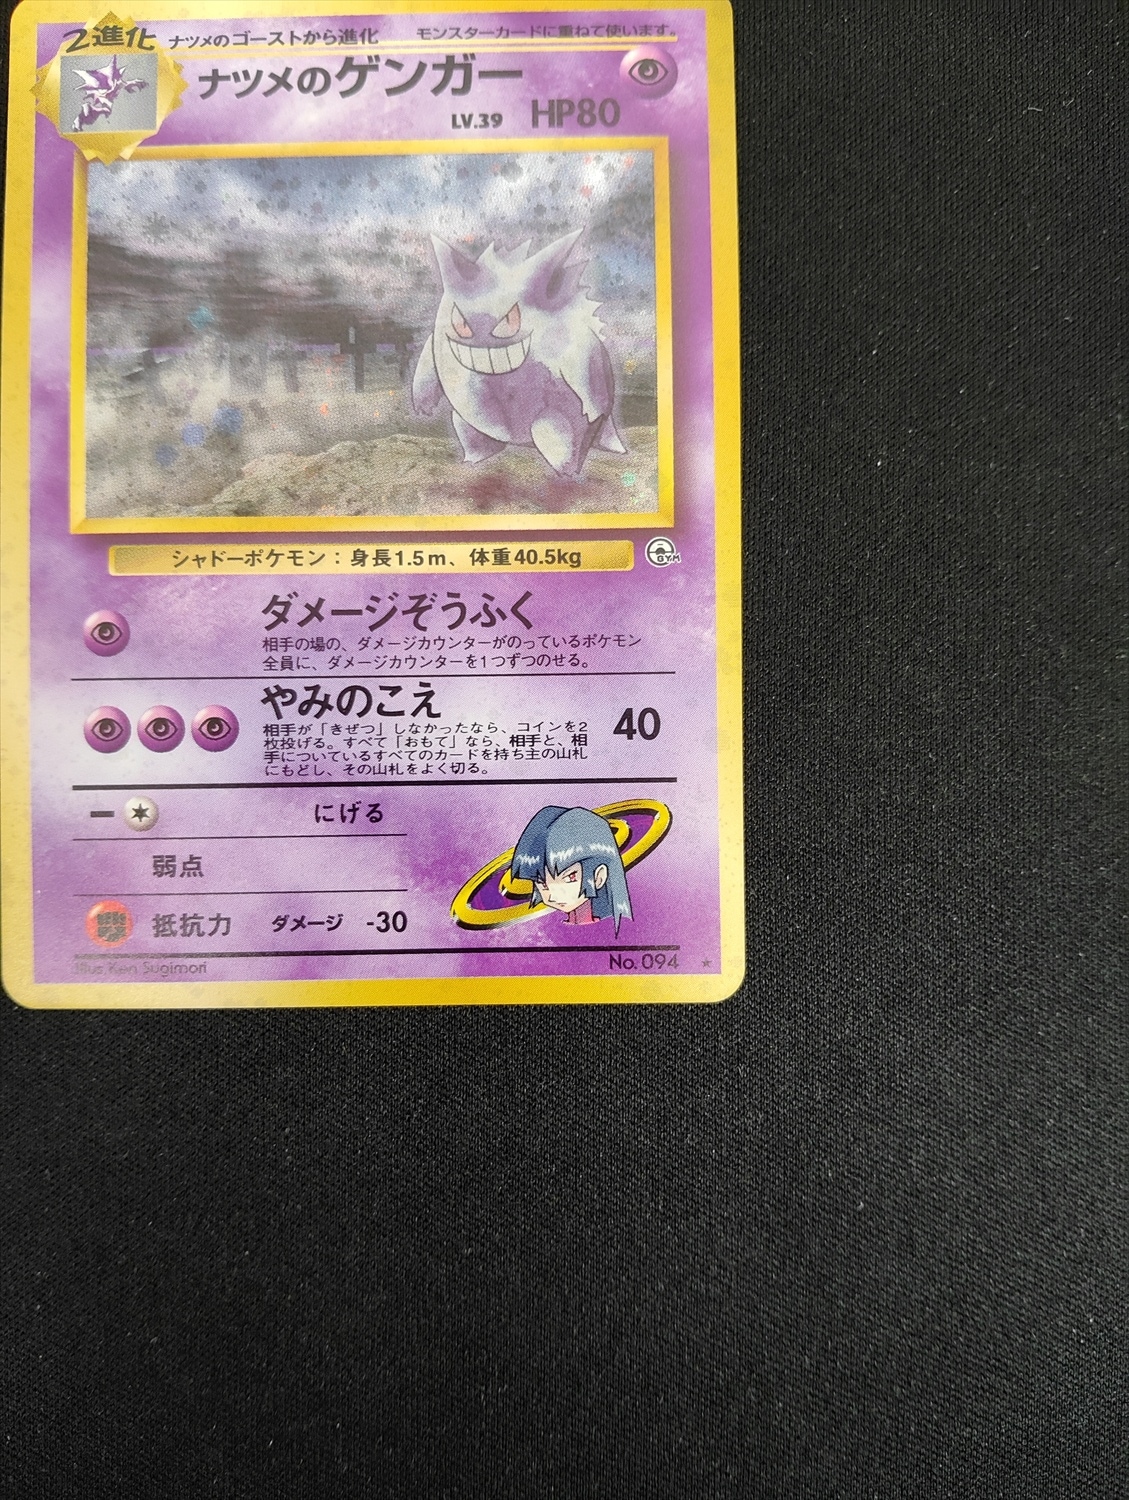 2進化
ナツメのゴーストから進化 モンスターカードに重ねて使います。
ナツメのゲンガー
LV.39 HP80
シャドーポケモン：身長1.5m、体重40.5kg
GYM
ダメージぞうふく
相手の場の、ダメージカウンターがのっているポケモン
全員に、ダメージカウンターを1つずつのせる。
やみのこえ 40
相手が「きぜつ」しなかったなら、コインを2
枚投げる。すべて「おもて」なら、相手と、相
手についているすべてのカードを持ち主の山札
にもどし、その山札をよく切る。
にげる
弱点
抵抗力 ダメージ -30
Illus. Ken Sugimori No. 094 ★